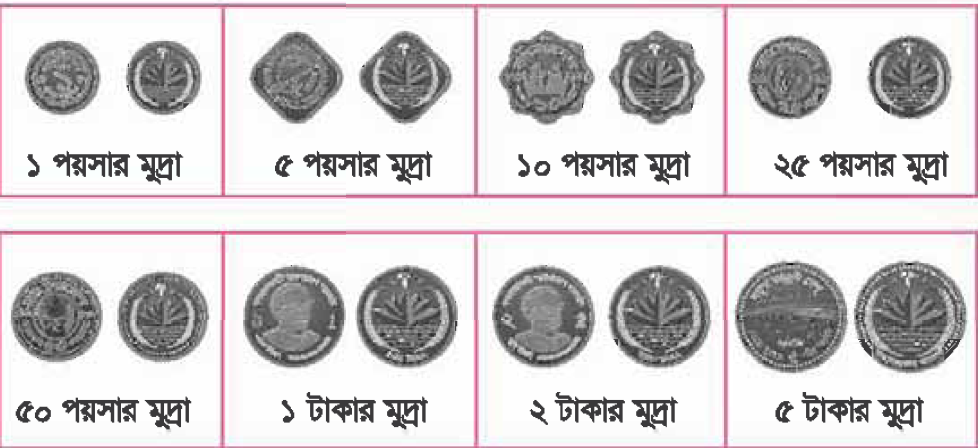 ১ পয়সার মুদ্রা
৫ পয়সার মুদ্রা
১০ পয়সার মুদ্রা
২৫ পয়সার মুদ্রা
৫০ পয়সার মুদ্রা
১ টাকার মুদ্রা
২ টাকার মুদ্রা
৫ টাকার মুদ্রা